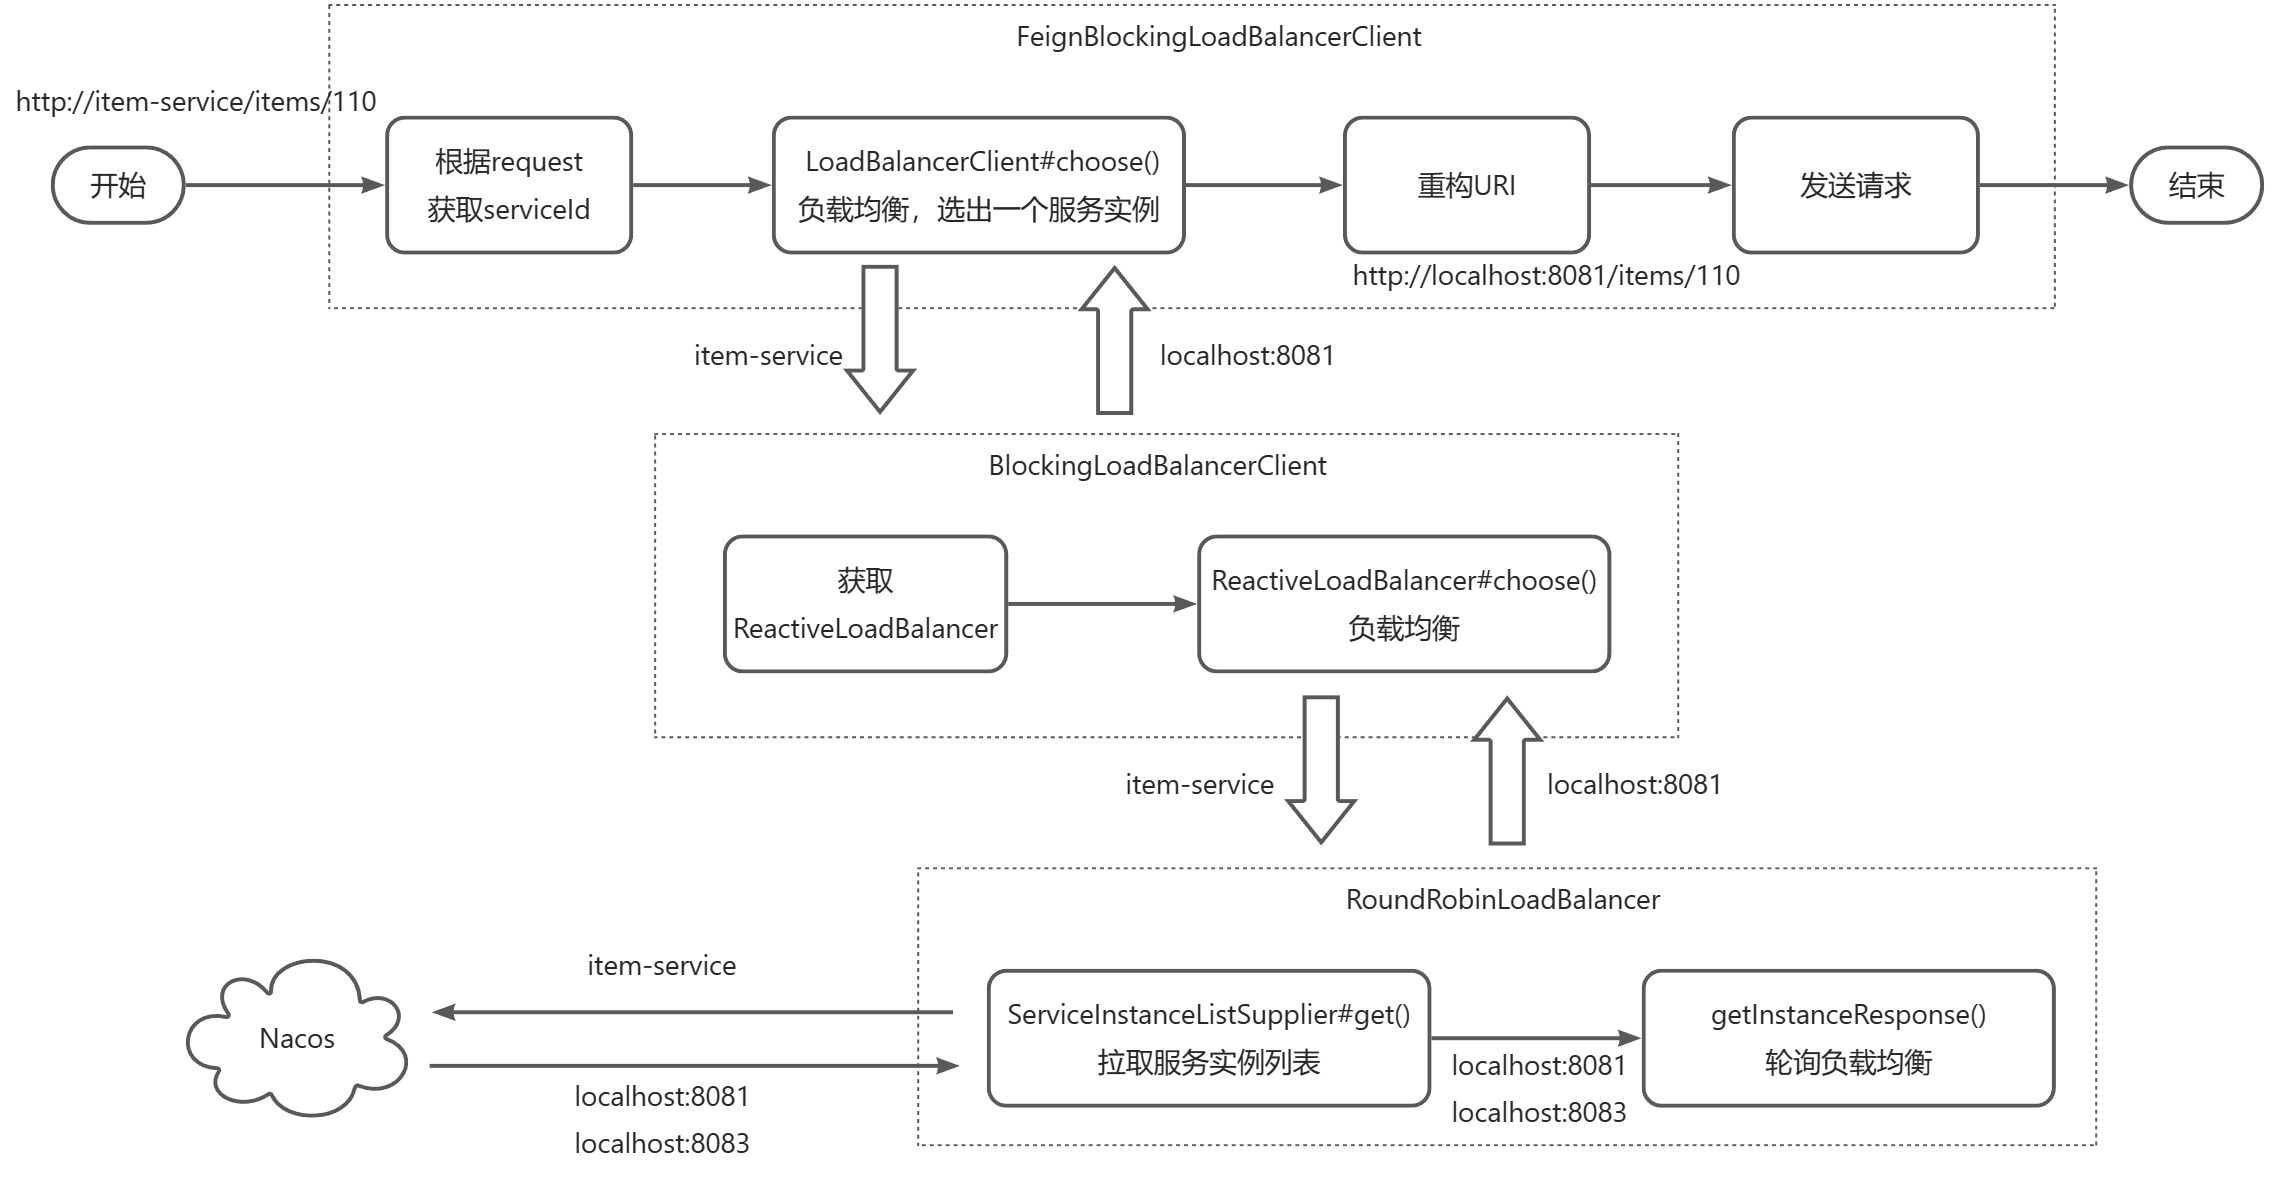 FeignBlockingLoadBalancerClient
http://item-service/items/110
开始
根据request
获取serviceId
LoadBalancerClient#choose()
负载均衡，选出一个服务实例
重构URI
发送请求
结束
http://localhost:8081/items/110
item-service
localhost:8081
BlockingLoadBalancerClient
获取
ReactiveLoadBalancer
ReactiveLoadBalancer#choose()
负载均衡
item-service
localhost:8081
RoundRobinLoadBalancer
Nacos
item-service
localhost:8081
localhost:8083
ServiceInstanceListSupplier#get()
拉取服务实例列表
localhost:8081
localhost:8083
getInstanceResponse()
轮询负载均衡